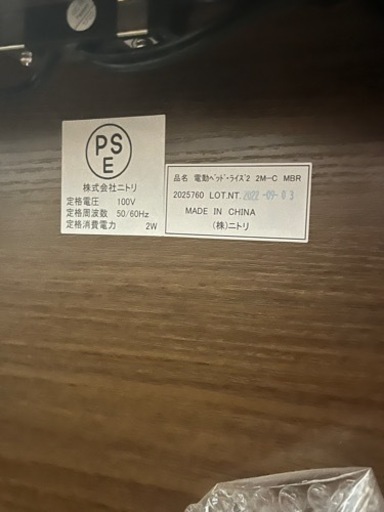 PS
E
株式会社ニトリ
定格電圧 100V
定格周波数 50/60Hz
定格消費電力 2W
品名 電動ﾍﾞｯﾄﾞ･ﾗｲｽﾞ2 2M-C MBR
2025760 LOT.NT. 2022-09-03
MADE IN CHINA
(株)ニトリ